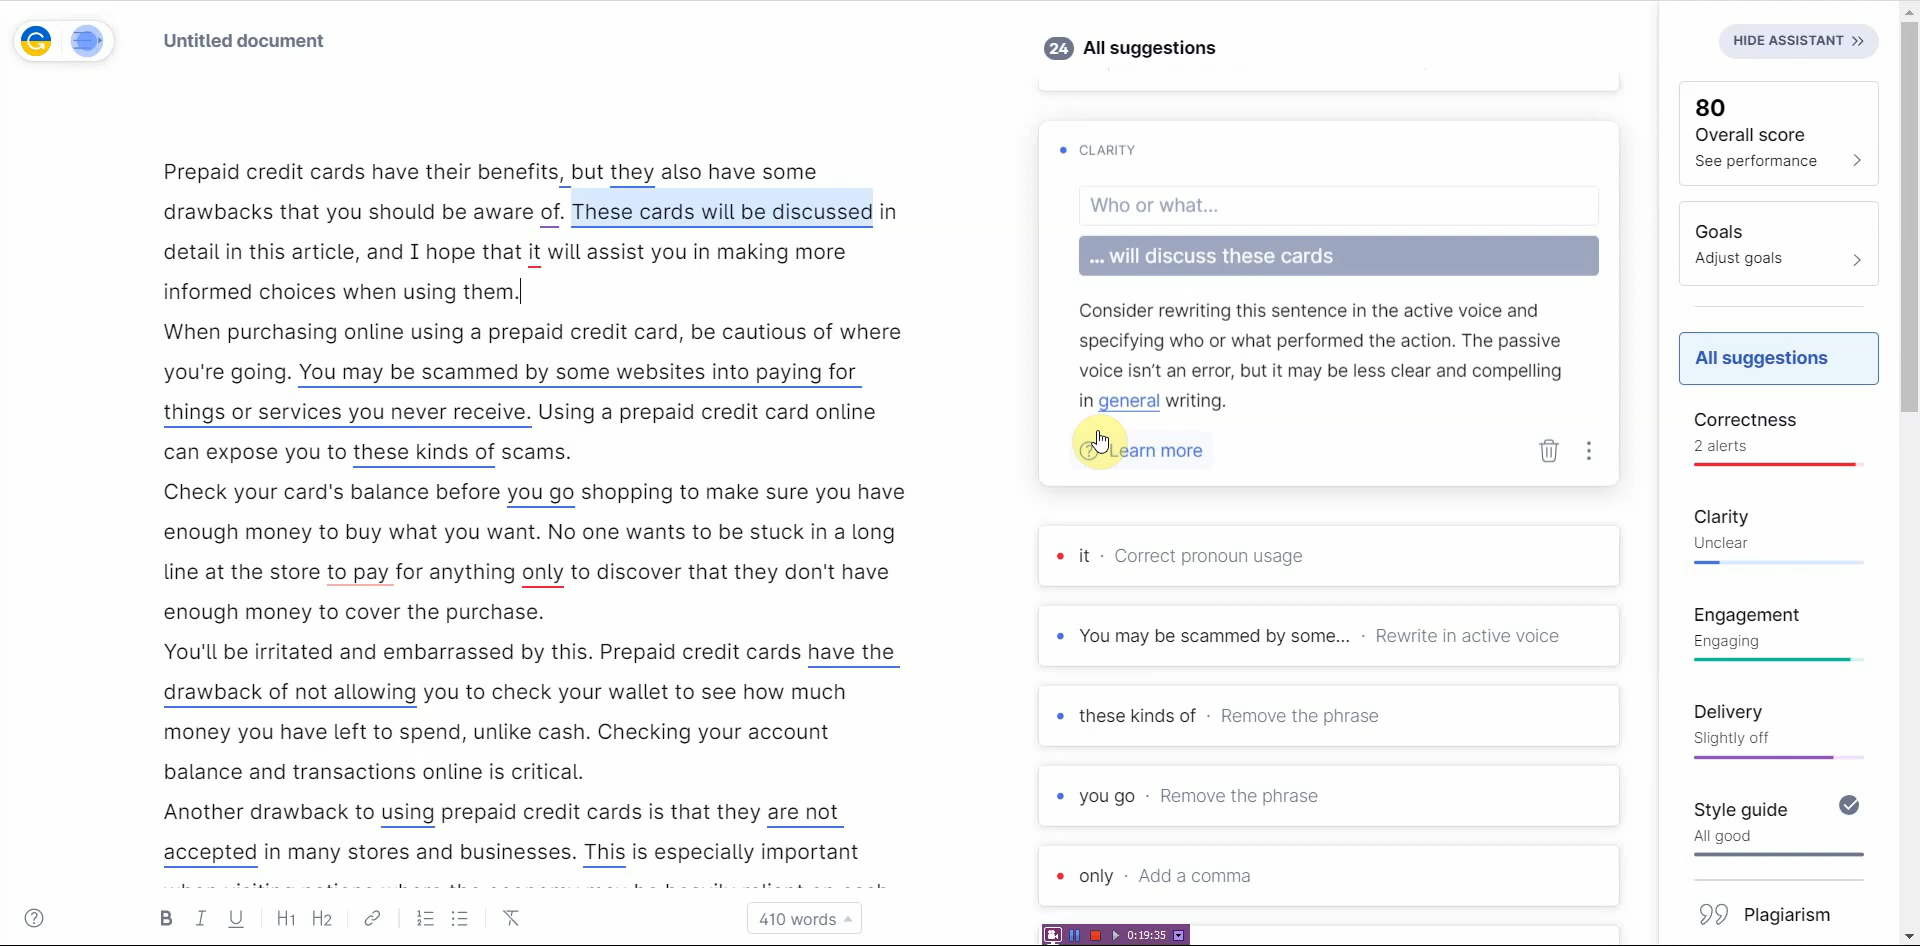 Untitled document
Prepaid credit cards have their benefits, but they also have some
drawbacks that you should be aware of. These cards will be discussed in
detail in this article, and I hope that it will assist you in making more
informed choices when using them.
When purchasing online using a prepaid credit card, be cautious of where
you're going. You may be scammed by some websites into paying for
things or services you never receive. Using a prepaid credit card online
can expose you to these kinds of scams.
Check your card's balance before you go shopping to make sure you have
enough money to buy what you want. No one wants to be stuck in a long
line at the store to pay for anything only to discover that they don't have
enough money to cover the purchase.
You'll be irritated and embarrassed by this. Prepaid credit cards have the
drawback of not allowing you to check your wallet to see how much
money you have left to spend, unlike cash. Checking your account
balance and transactions online is critical.
Another drawback to using prepaid credit cards is that they are not
accepted in many stores and businesses. This is especially important
B I U H1 H2
410 words
24 All suggestions
CLARITY
Who or what...
... will discuss these cards
Consider rewriting this sentence in the active voice and
specifying who or what performed the action. The passive
voice isn't an error, but it may be less clear and compelling
in general writing.
Learn more
it · Correct pronoun usage
You may be scammed by some... · Rewrite in active voice
these kinds of · Remove the phrase
you go · Remove the phrase
only · Add a comma
0:19:35
HIDE ASSISTANT
80
Overall score
See performance
Goals
Adjust goals
All suggestions
Correctness
2 alerts
Clarity
Unclear
Engagement
Engaging
Delivery
Slightly off
Style guide
All good
Plagiarism